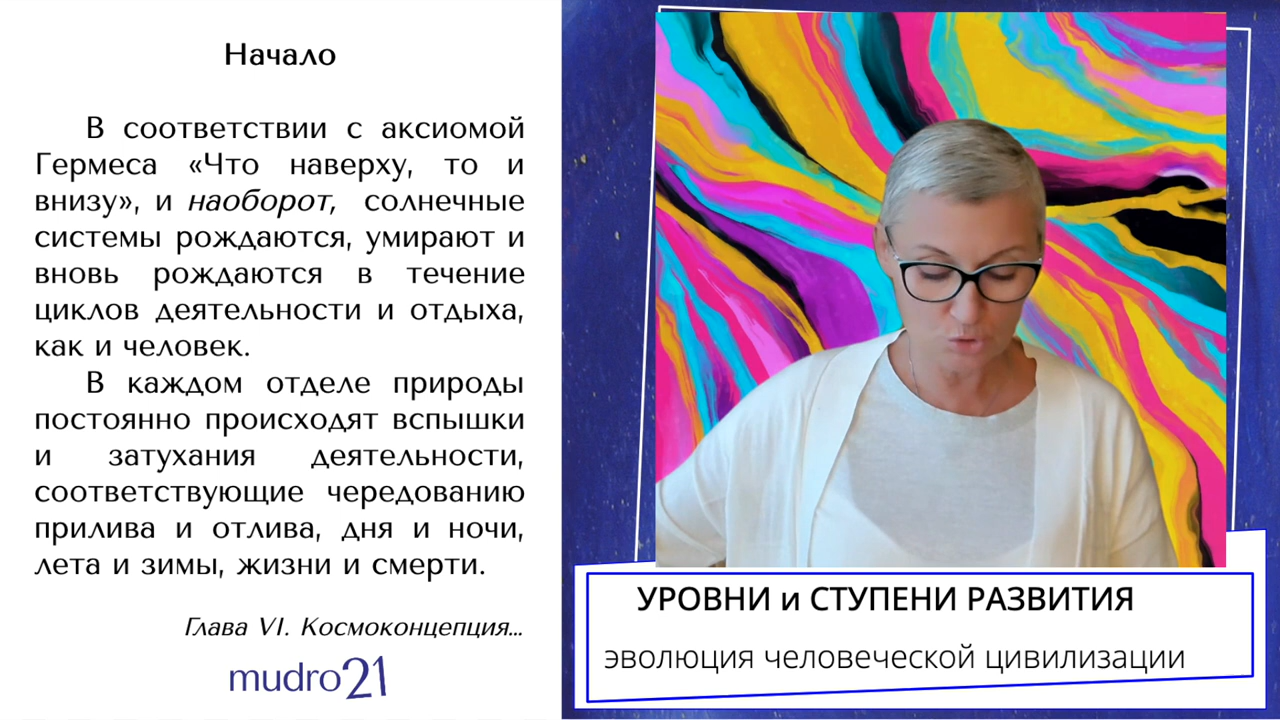 Начало
В соответствии с аксиомой
Гермеса «Что наверху, то и
внизу», и наоборот, солнечные
системы рождаются, умирают и
вновь рождаются в течение
циклов деятельности и отдыха,
как и человек.
В каждом отделе природы
постоянно происходят вспышки
и затухания деятельности,
соответствующие чередованию
прилива и отлива, дня и ночи,
лета и зимы, жизни и смерти.
Глава VI. Космоконцепция...
mudro21
УРОВНИ и СТУПЕНИ РАЗВИТИЯ
эволюция человеческой цивилизации